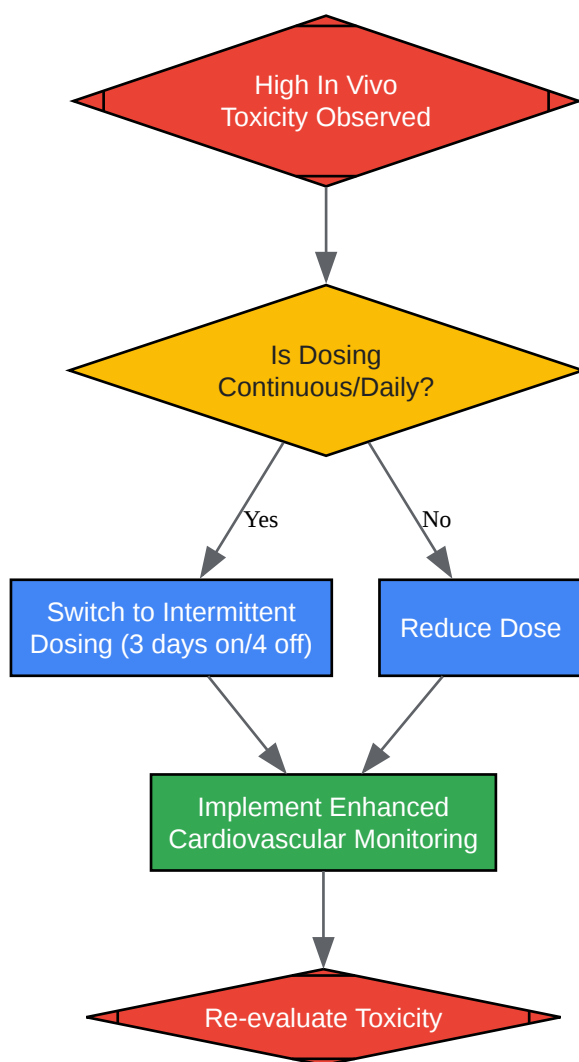 High In Vivo
Toxicity Observed
Is Dosing
Continuous/Daily?
Yes
No
Switch to Intermittent
Dosing (3 days on/4 off)
Reduce Dose
Implement Enhanced
Cardiovascular Monitoring
Re-evaluate Toxicity